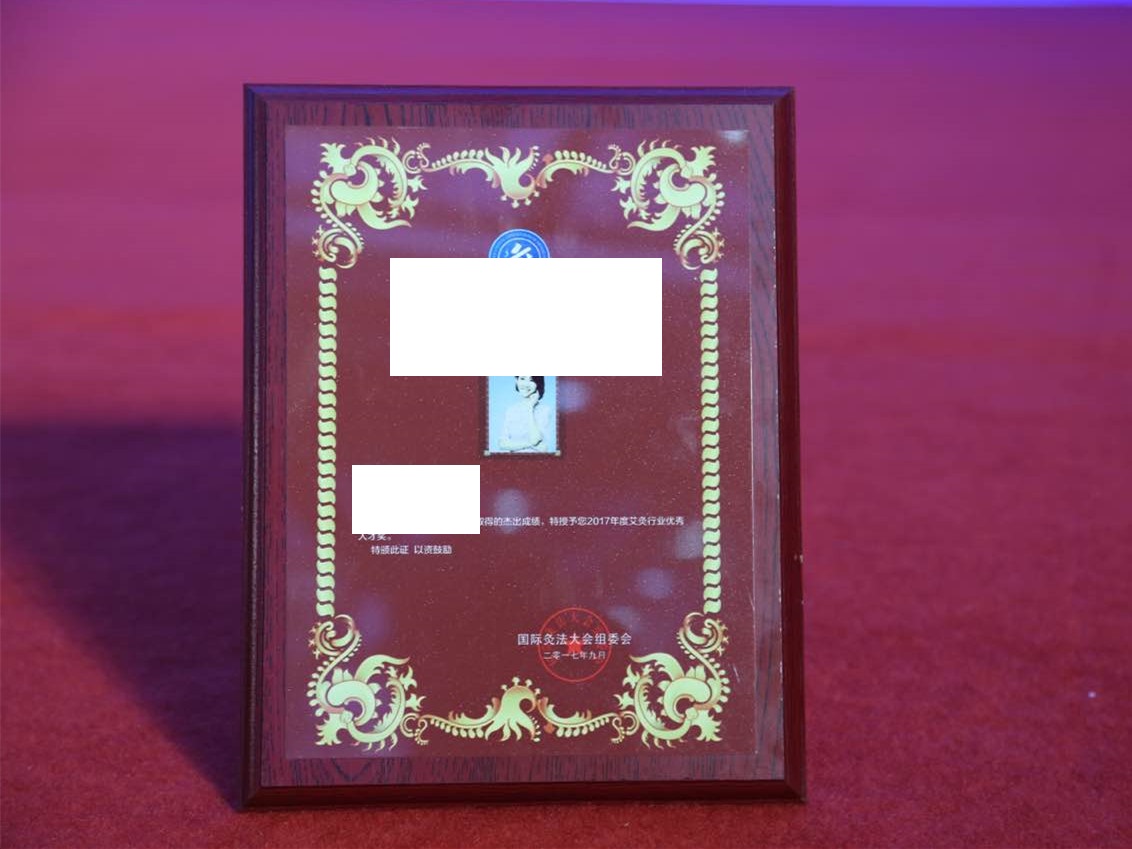 取得的杰出成绩，特授予您2017年度艾灸行业优秀
人才奖。
特颁此证 以资鼓励
国际灸法大会组委会
二零一七年九月